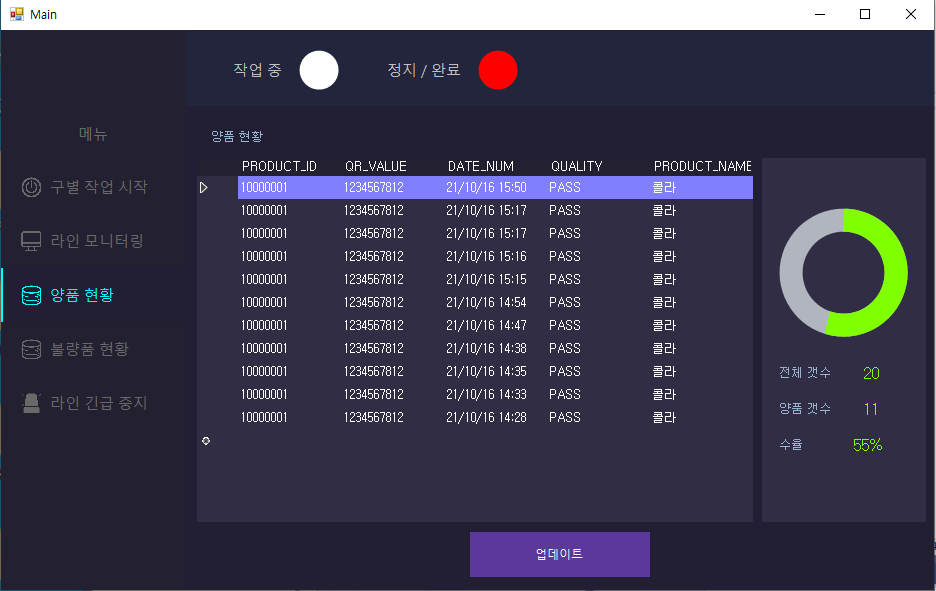 Main
작업 중
정지 / 완료
메뉴
구별 작업 시작
라인 모니터링
양품 현황
불량품 현황
라인 긴급 중지
양품 현황
PRODUCT_ID QR_VALUE DATE_NUM QUALITY PRODUCT_NAME
10000001 1234567812 21/10/16 15:50 PASS 콜라
10000001 1234567812 21/10/16 15:17 PASS 콜라
10000001 1234567812 21/10/16 15:17 PASS 콜라
10000001 1234567812 21/10/16 15:16 PASS 콜라
10000001 1234567812 21/10/16 15:15 PASS 콜라
10000001 1234567812 21/10/16 14:54 PASS 콜라
10000001 1234567812 21/10/16 14:47 PASS 콜라
10000001 1234567812 21/10/16 14:38 PASS 콜라
10000001 1234567812 21/10/16 14:35 PASS 콜라
10000001 1234567812 21/10/16 14:33 PASS 콜라
10000001 1234567812 21/10/16 14:28 PASS 콜라
전체 갯수 20
양품 갯수 11
수율 55%
업데이트